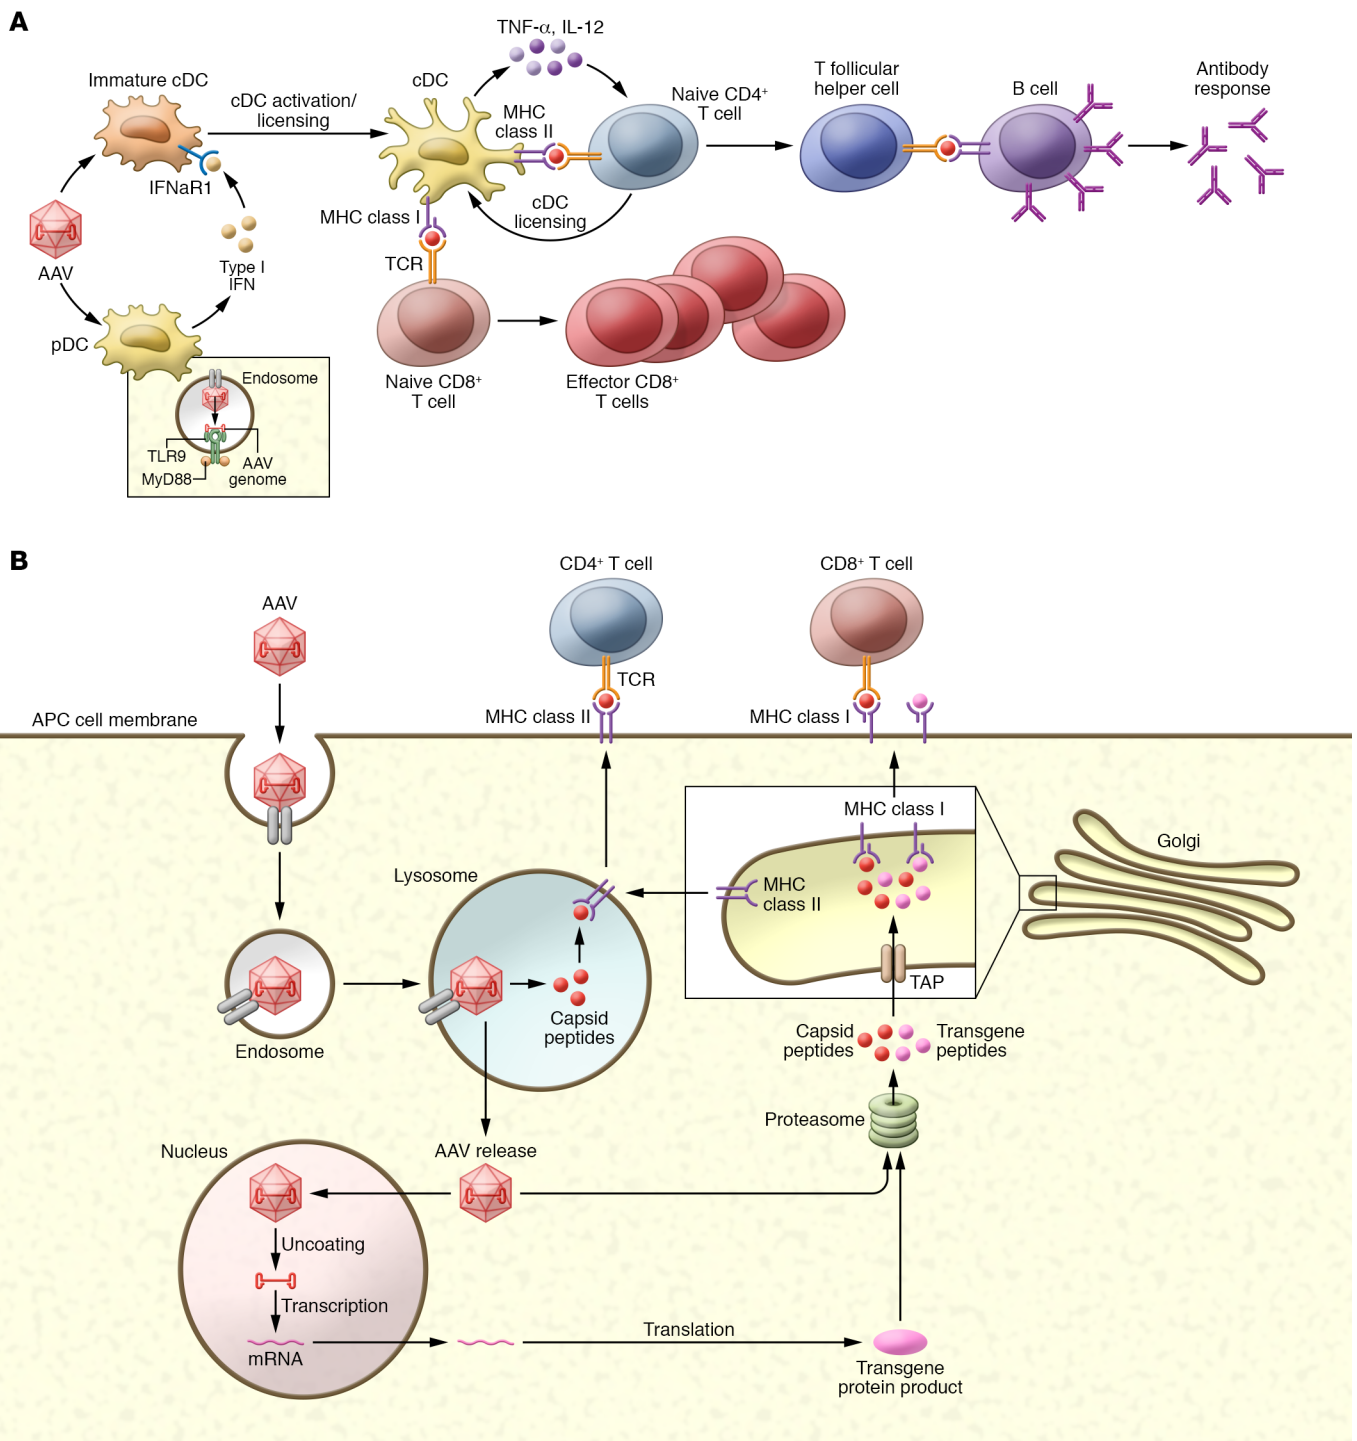 A
TNF-α, IL-12
Immature cDC
cDC
cDC activation/
licensing
MHC
class II
Naive CD4⁺
T cell
T follicular
helper cell
B cell
Antibody
response
IFNaR1
MHC class I
cDC
licensing
AAV
Type I
IFN
TCR
pDC
Naive CD8⁺
T cell
Effector CD8⁺
T cells
Endosome
TLR9
MyD88
AAV
genome
B
CD4⁺ T cell
CD8⁺ T cell
AAV
TCR
APC cell membrane
MHC class II
MHC class I
MHC class I
Golgi
Lysosome
MHC
class II
TAP
Capsid
peptides
Endosome
Capsid
peptides
Transgene
peptides
Proteasome
Nucleus
AAV release
Uncoating
Transcription
mRNA
Translation
Transgene
protein product